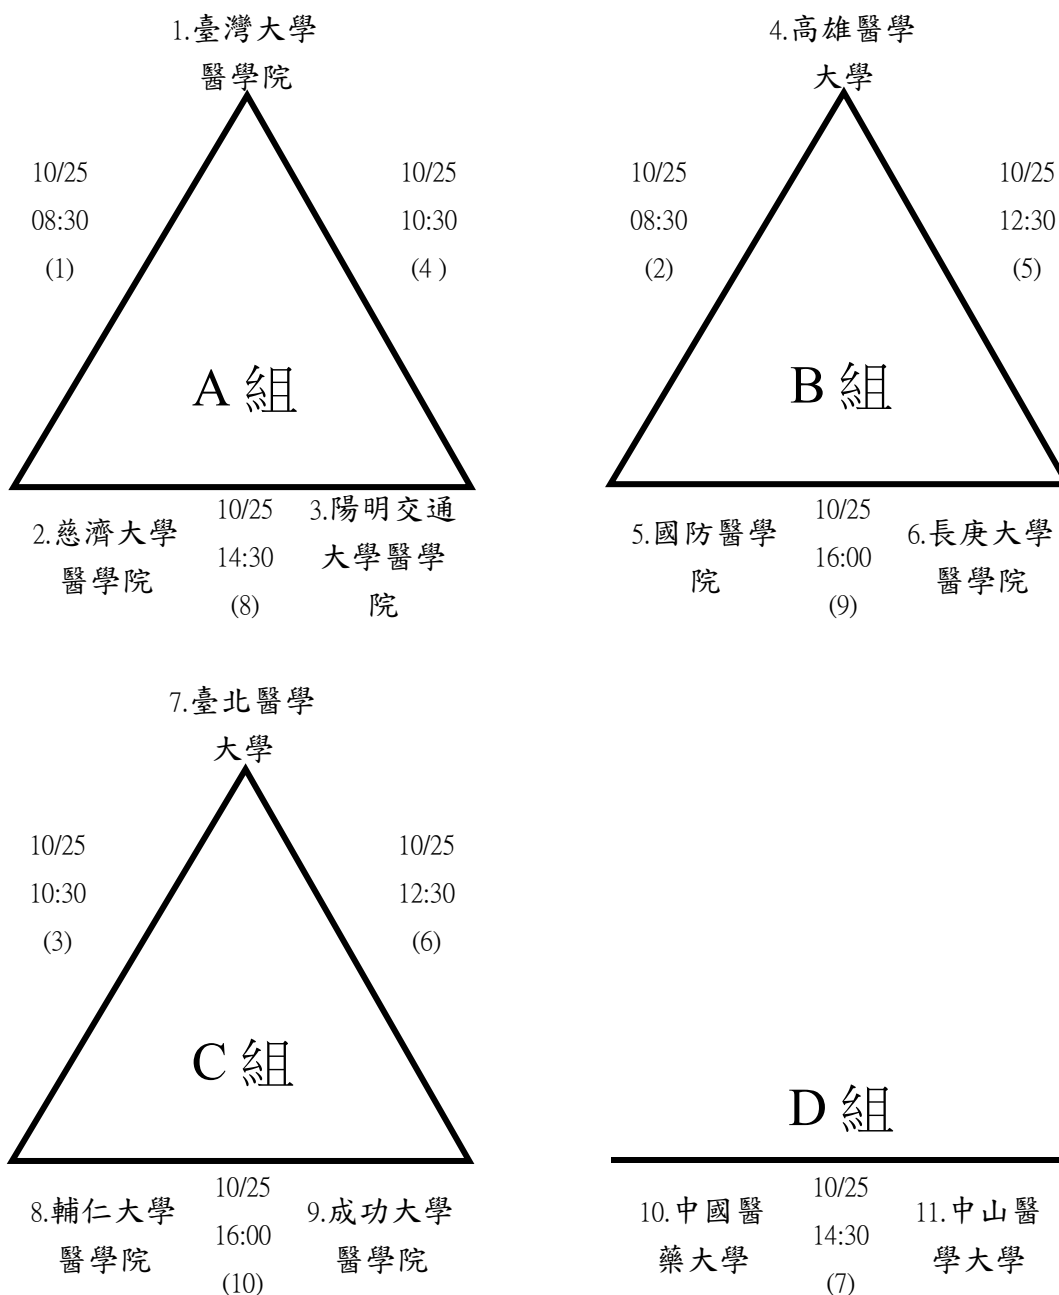 1.臺灣大學
醫學院
10/25
08:30
(1)
10/25
10:30
(4 )
A 組
2.慈濟大學
醫學院
10/25
14:30
(8)
3.陽明交通
大學醫學
院
4.高雄醫學
大學
10/25
08:30
(2)
10/25
12:30
(5)
B 組
5.國防醫學
院
10/25
16:00
(9)
6.長庚大學
醫學院
7.臺北醫學
大學
10/25
10:30
(3)
10/25
12:30
(6)
C 組
8.輔仁大學
醫學院
10/25
16:00
(10)
9.成功大學
醫學院
D 組
10.中國醫
藥大學
10/25
14:30
(7)
11.中山醫
學大學